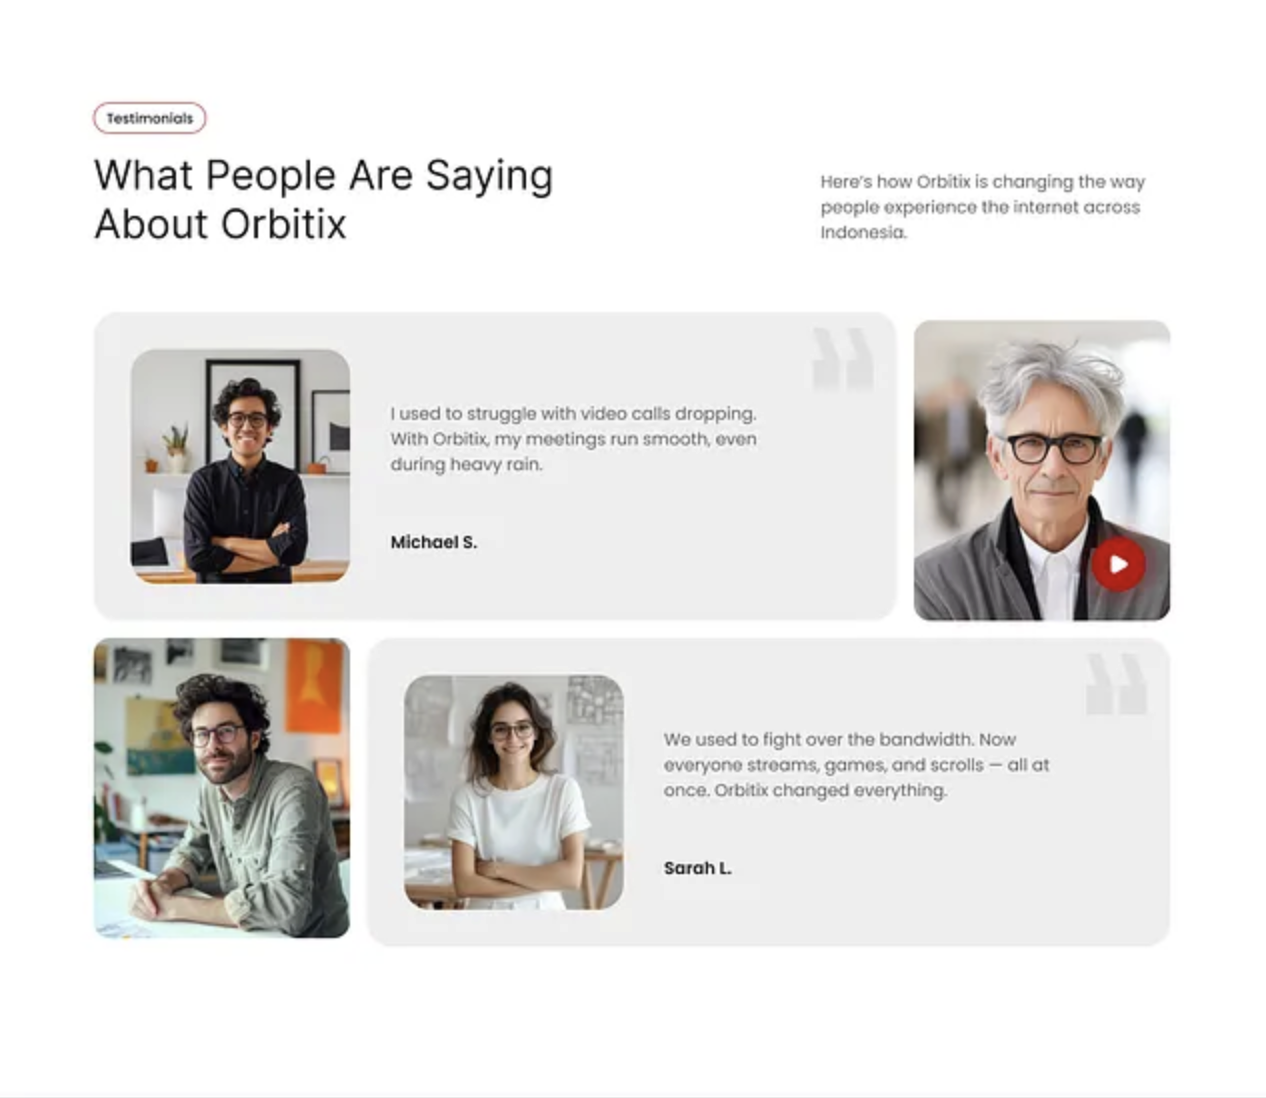 Testimonials
What People Are Saying
About Orbitix
Here's how Orbitix is changing the way
people experience the internet across
Indonesia.
I used to struggle with video calls dropping.
With Orbitix, my meetings run smooth, even
during heavy rain.
Michael S.
We used to fight over the bandwidth. Now
everyone streams, games, and scrolls — all at
once. Orbitix changed everything.
Sarah L.